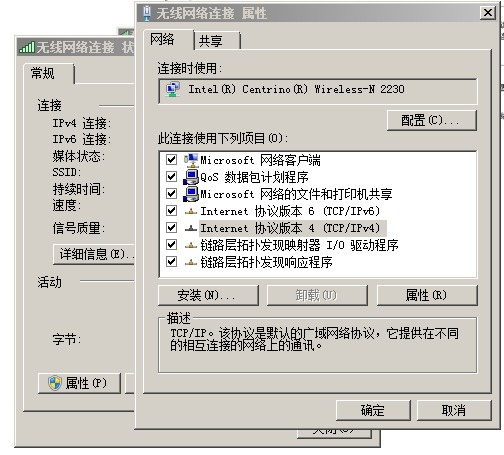 无线网络连接 属性
网络
共享
连接时使用:
Intel(R) Centrino(R) Wireless-N 2230
配置(C)...
此连接使用下列项目(O):
Microsoft 网络客户端
QoS 数据包计划程序
Microsoft 网络的文件和打印机共享
Internet 协议版本 6 (TCP/IPv6)
Internet 协议版本 4 (TCP/IPv4)
链路层拓扑发现映射器 I/O 驱动程序
链路层拓扑发现响应程序
安装(N)...
卸载(U)
属性(R)
描述
TCP/IP。该协议是默认的广域网络协议，它提供在不同
的相互连接的网络上的通讯。
确定
取消
无线网络连接 状
常规
连接
IPv4 连接:
IPv6 连接:
媒体状态:
SSID:
持续时间:
速度:
信号质量:
详细信息(E).
活动
字节:
属性(P)